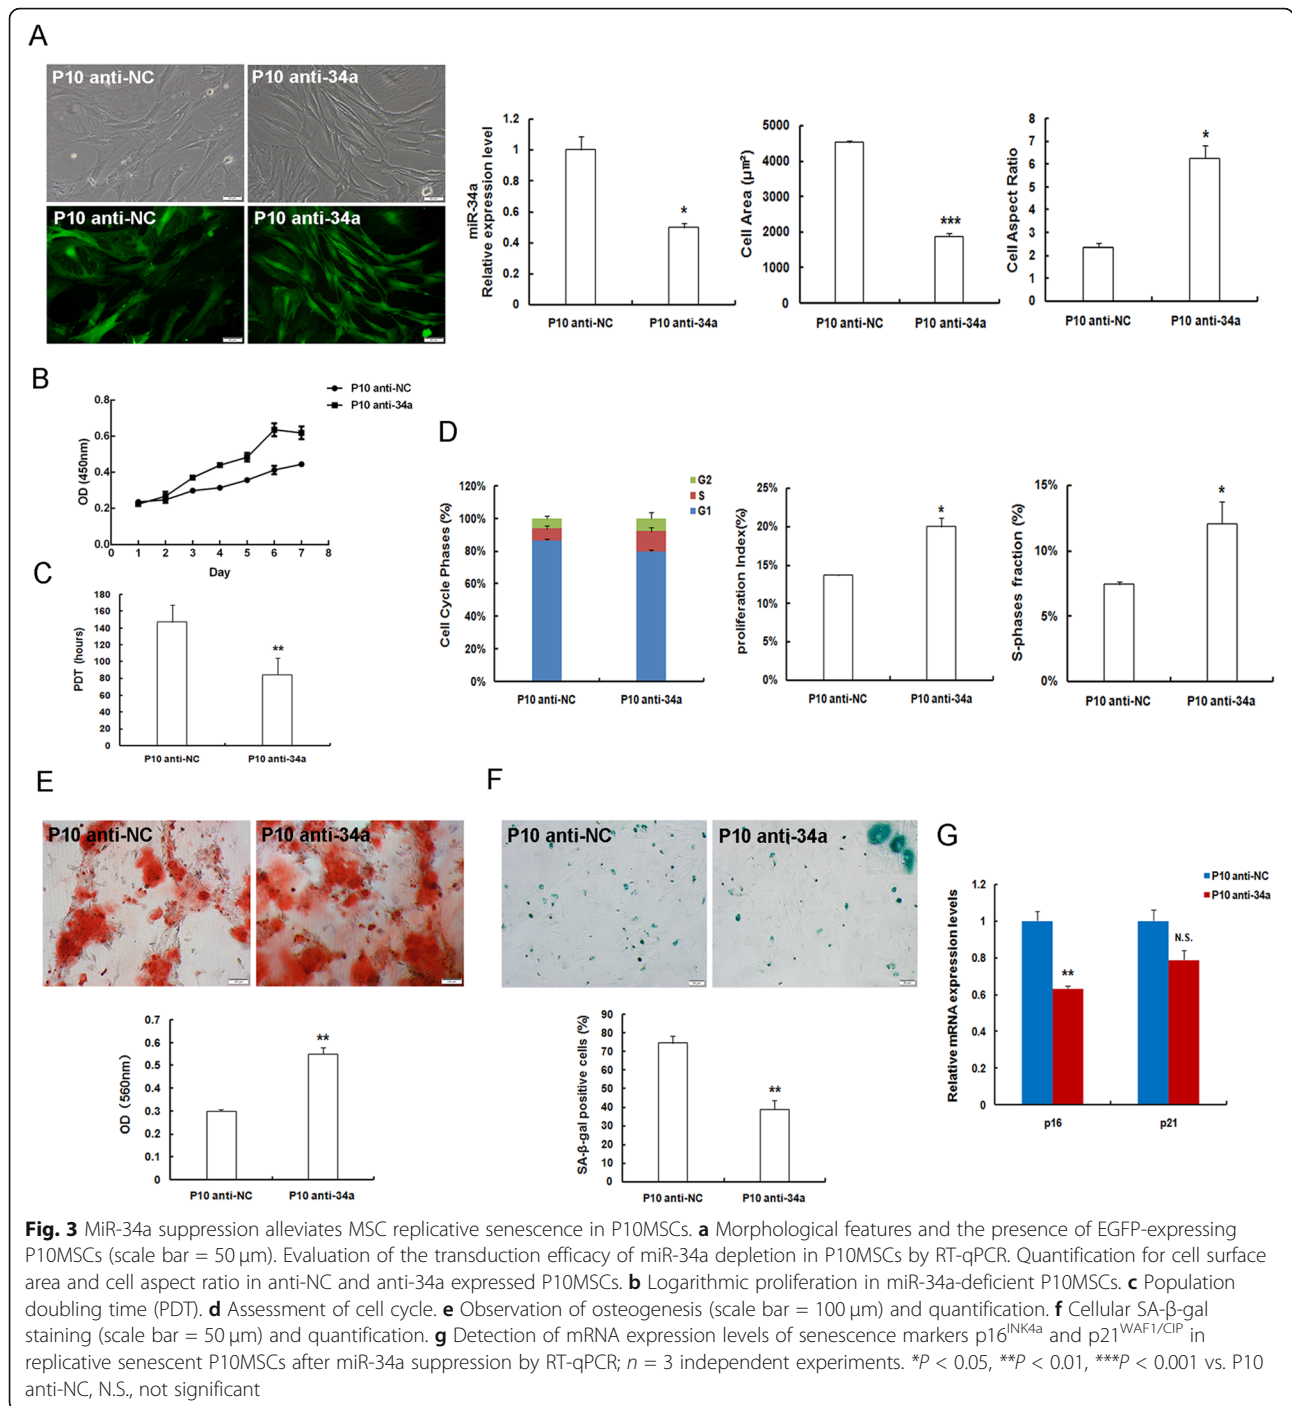 A
P10 anti-NC
P10 anti-34a
P10 anti-NC
P10 anti-34a
miR-34a
Relative expression level
1.2
1
0.8
0.6
0.4
0.2
0
*
P10 anti-NC
P10 anti-34a
Cell Area (μm²)
5000
4000
3000
2000
1000
0
***
P10 anti-NC
P10 anti-34a
Cell Aspect Ratio
8
7
6
5
4
3
2
1
0
*
P10 anti-NC
P10 anti-34a
B
P10 anti-NC
P10 anti-34a
OD (450nm)
0.8
0.6
0.4
0.2
0.0
0 1 2 3 4 5 6 7 8
Day
C
PDT (hours)
180
160
140
120
100
80
60
40
20
0
**
P10 anti-NC
P10 anti-34a
D
G2
S
G1
Cell Cycle Phases (%)
120%
100%
80%
60%
40%
20%
0%
P10 anti-NC
P10 anti-34a
proliferation Index(%)
25%
20%
15%
10%
5%
0%
*
P10 anti-NC
P10 anti-34a
S-phases fraction (%)
15%
10%
5%
0%
*
P10 anti-NC
P10 anti-34a
E
P10 anti-NC
P10 anti-34a
OD (560nm)
0.7
0.6
0.5
0.4
0.3
0.2
0.1
0
**
P10 anti-NC
P10 anti-34a
F
P10 anti-NC
P10 anti-34a
SA-β-gal positive cells (%)
90
80
70
60
50
40
30
20
10
0
**
P10 anti-NC
P10 anti-34a
G
P10 anti-NC
P10 anti-34a
Relative mRNA expression levels
1.2
1
0.8
0.6
0.4
0.2
0
**
N.S.
p16
p21
Fig. 3 MiR-34a suppression alleviates MSC replicative senescence in P10MSCs. a Morphological features and the presence of EGFP-expressing
P10MSCs (scale bar = 50 μm). Evaluation of the transduction efficacy of miR-34a depletion in P10MSCs by RT-qPCR. Quantification for cell surface
area and cell aspect ratio in anti-NC and anti-34a expressed P10MSCs. b Logarithmic proliferation in miR-34a-deficient P10MSCs. c Population
doubling time (PDT). d Assessment of cell cycle. e Observation of osteogenesis (scale bar = 100 μm) and quantification. f Cellular SA-β-gal
staining (scale bar = 50 μm) and quantification. g Detection of mRNA expression levels of senescence markers p16INK4a and p21WAF1/CIP in
replicative senescent P10MSCs after miR-34a suppression by RT-qPCR; n = 3 independent experiments. *P < 0.05, **P < 0.01, ***P < 0.001 vs. P10
anti-NC, N.S., not significant